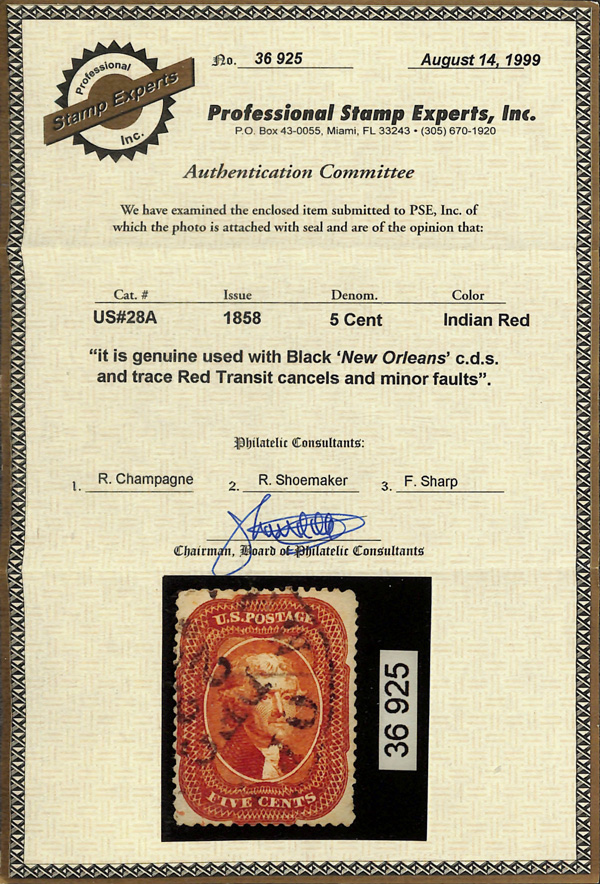 Professional
Stamp Experts
Inc.
No. 36 925
August 14, 1999
Professional Stamp Experts, Inc.
P.O. Box 43-0055, Miami, FL 33243 • (305) 670-1920
Authentication Committee
We have examined the enclosed item submitted to PSE, Inc. of
which the photo is attached with seal and are of the opinion that:
Cat. # Issue Denom. Color
US#28A 1858 5 Cent Indian Red
“it is genuine used with Black ‘New Orleans’ c.d.s.
and trace Red Transit cancels and minor faults”.
Philatelic Consultants:
1. R. Champagne 2. R. Shoemaker 3. F. Sharp
Chairman, Board of Philatelic Consultants
U.S. POSTAGE
FIVE CENTS
36 925